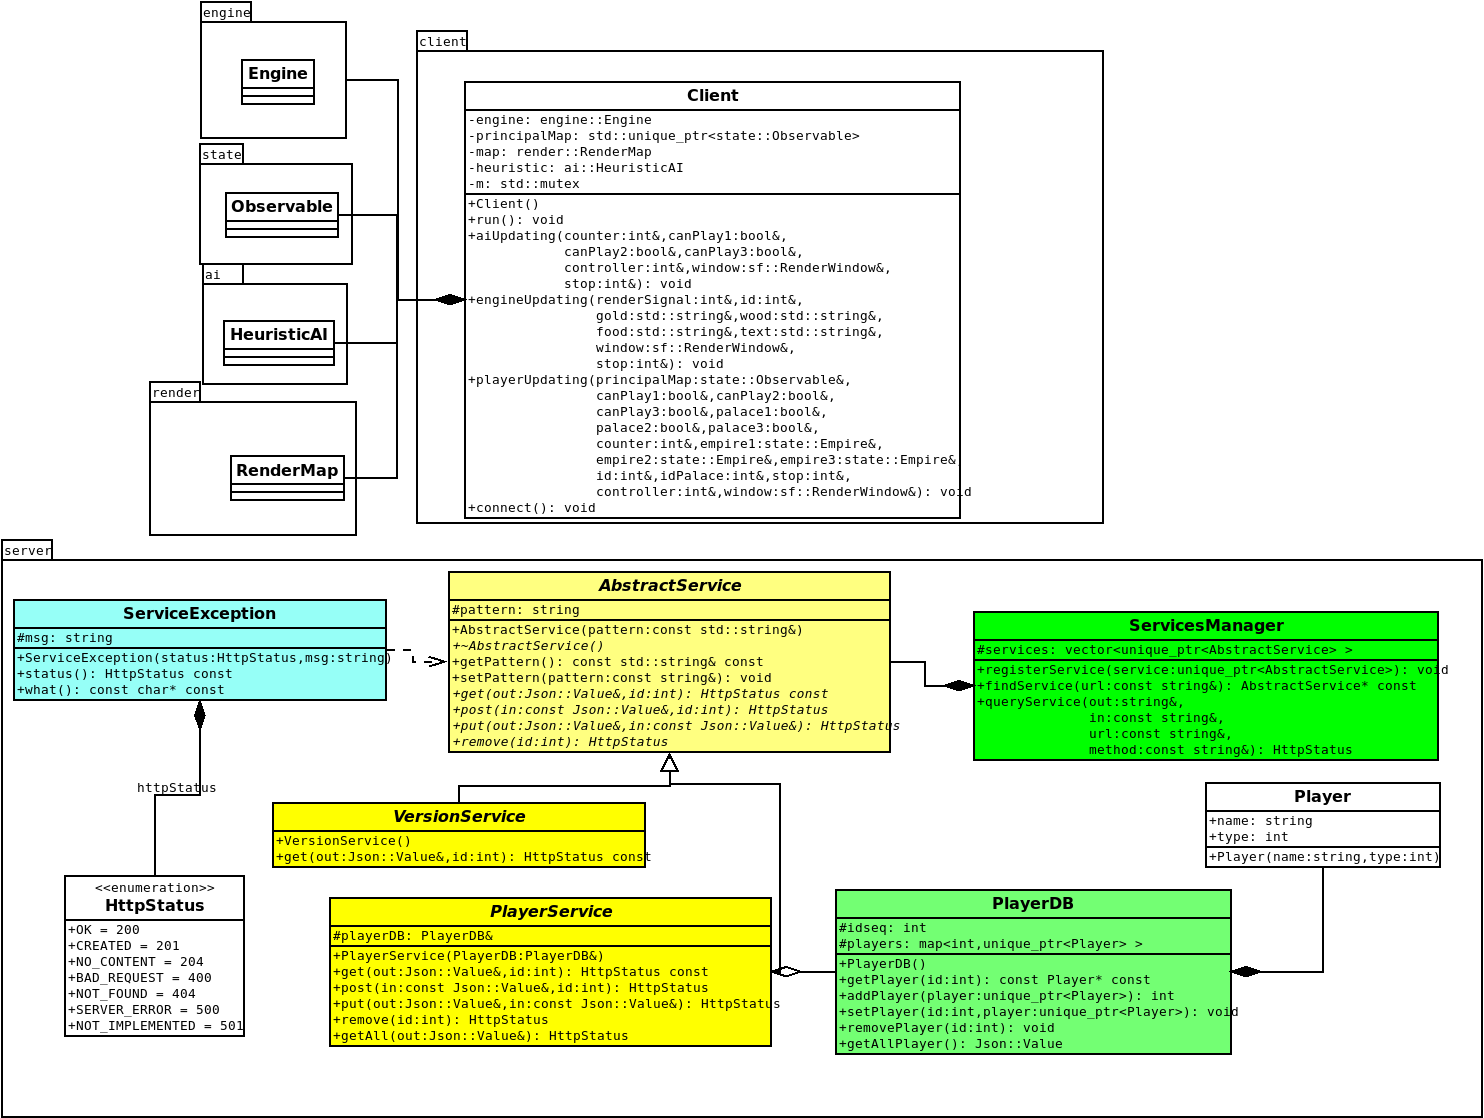 engine
Engine
state
Observable
ai
HeuristicAI
render
RenderMap
client
Client
-engine: engine::Engine
-principalMap: std::unique_ptr<state::Observable>
-map: render::RenderMap
-heuristic: ai::HeuristicAI
-m: std::mutex
+Client()
+run(): void
+aiUpdating(counter:int&,canPlay1:bool&,
canPlay2:bool&,canPlay3:bool&,
controller:int&,window:sf::RenderWindow&,
stop:int&): void
+engineUpdating(renderSignal:int&,id:int&,
gold:std::string&,wood:std::string&,
food:std::string&,text:std::string&,
window:sf::RenderWindow&,
stop:int&): void
+playerUpdating(principalMap:state::Observable&,
canPlay1:bool&,canPlay2:bool&,
canPlay3:bool&,palace1:bool&,
palace2:bool&,palace3:bool&,
counter:int&,empire1:state::Empire&,
empire2:state::Empire&,empire3:state::Empire&,
id:int&,idPalace:int&,stop:int&,
controller:int&,window:sf::RenderWindow&): void
+connect(): void
server
ServiceException
#msg: string
+ServiceException(status:HttpStatus,msg:string)
+status(): HttpStatus const
+what(): const char* const
AbstractService
#pattern: string
+AbstractService(pattern:const std::string&)
+~AbstractService()
+getPattern(): const std::string& const
+setPattern(pattern:const string&): void
+get(out:Json::Value&,id:int): HttpStatus const
+post(in:const Json::Value&,id:int): HttpStatus
+put(out:Json::Value&,in:const Json::Value&): HttpStatus
+remove(id:int): HttpStatus
ServicesManager
#services: vector<unique_ptr<AbstractService> >
+registerService(service:unique_ptr<AbstractService>): void
+findService(url:const string&): AbstractService* const
+queryService(out:string&,
in:const string&,
url:const string&,
method:const string&): HttpStatus
httpStatus
<<enumeration>>
HttpStatus
+OK = 200
+CREATED = 201
+NO_CONTENT = 204
+BAD_REQUEST = 400
+NOT_FOUND = 404
+SERVER_ERROR = 500
+NOT_IMPLEMENTED = 501
VersionService
+VersionService()
+get(out:Json::Value&,id:int): HttpStatus const
Player
+name: string
+type: int
+Player(name:string,type:int)
PlayerService
#playerDB: PlayerDB&
+PlayerService(PlayerDB:PlayerDB&)
+get(out:Json::Value&,id:int): HttpStatus const
+post(in:const Json::Value&,id:int): HttpStatus
+put(out:Json::Value&,in:const Json::Value&): HttpStatus
+remove(id:int): HttpStatus
+getAll(out:Json::Value&): HttpStatus
PlayerDB
#idseq: int
#players: map<int,unique_ptr<Player> >
+PlayerDB()
+getPlayer(id:int): const Player* const
+addPlayer(player:unique_ptr<Player>): int
+setPlayer(id:int,player:unique_ptr<Player>): void
+removePlayer(id:int): void
+getAllPlayer(): Json::Value